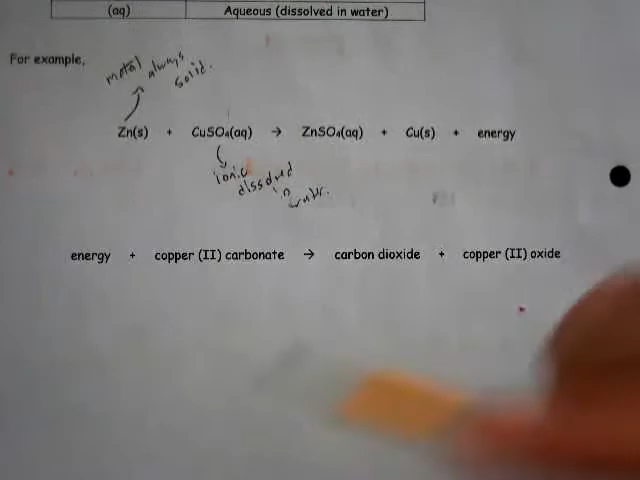 (aq) Aqueous (dissolved in water)
For example,
metal always
solid.
Zn(s) + CuSO₄(aq) → ZnSO₄(aq) + Cu(s) + energy
ionic
dissolved
in
water.
energy + copper (II) carbonate → carbon dioxide + copper (II) oxide